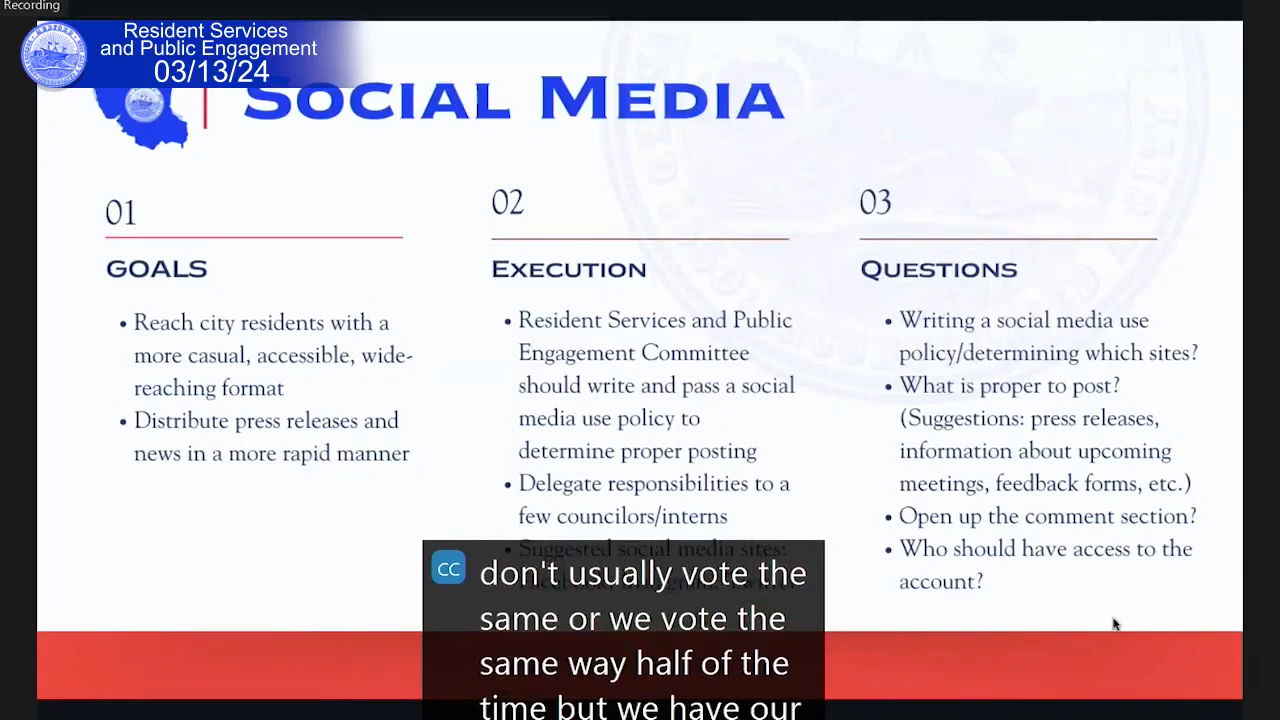 Recording
Resident Services
and Public Engagement
03/13/24
SOCIAL MEDIA
01
GOALS
• Reach city residents with a
more casual, accessible, wide-
reaching format
• Distribute press releases and
news in a more rapid manner
02
EXECUTION
• Resident Services and Public
Engagement Committee
should write and pass a social
media use policy to
determine proper posting
• Delegate responsibilities to a
few councilors/interns
• Suggested social media sites:
03
QUESTIONS
• Writing a social media use
policy/determining which sites?
• What is proper to post?
(Suggestions: press releases,
information about upcoming
meetings, feedback forms, etc.)
• Open up the comment section?
• Who should have access to the
account?
CC
don't usually vote the
same or we vote the
same way half of the
time but we have our